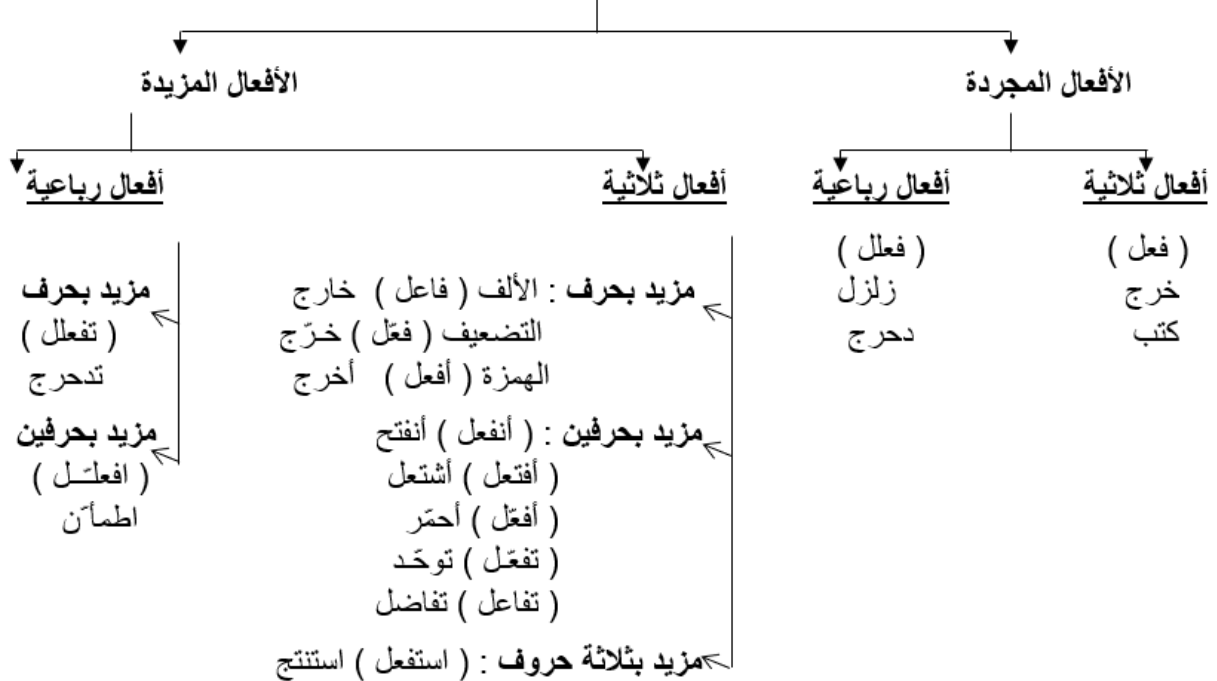 الأفعال المجردة
الأفعال المزيدة
أفعال ثلاثية
( فعل )
خرج
كتب
أفعال رباعية
( فعلل )
زلزل
دحرج
أفعال ثلاثية
مزيد بحرف : الألف ( فاعل ) خارج
التضعيف ( فعّل ) خرّج
الهمزة ( أفعل ) أخرج
مزيد بحرفين : ( أنفعل ) أنفتح
( أفتعل ) أشتعل
( أفعّل ) أحمّر
( تفعّل ) توحّد
( تفاعل ) تفاضل
مزيد بثلاثة حروف : ( استفعل ) استنتج
أفعال رباعية
مزيد بحرف
( تفعلل )
تدحرج
مزيد بحرفين
( افعلـّـل )
اطمأنّ